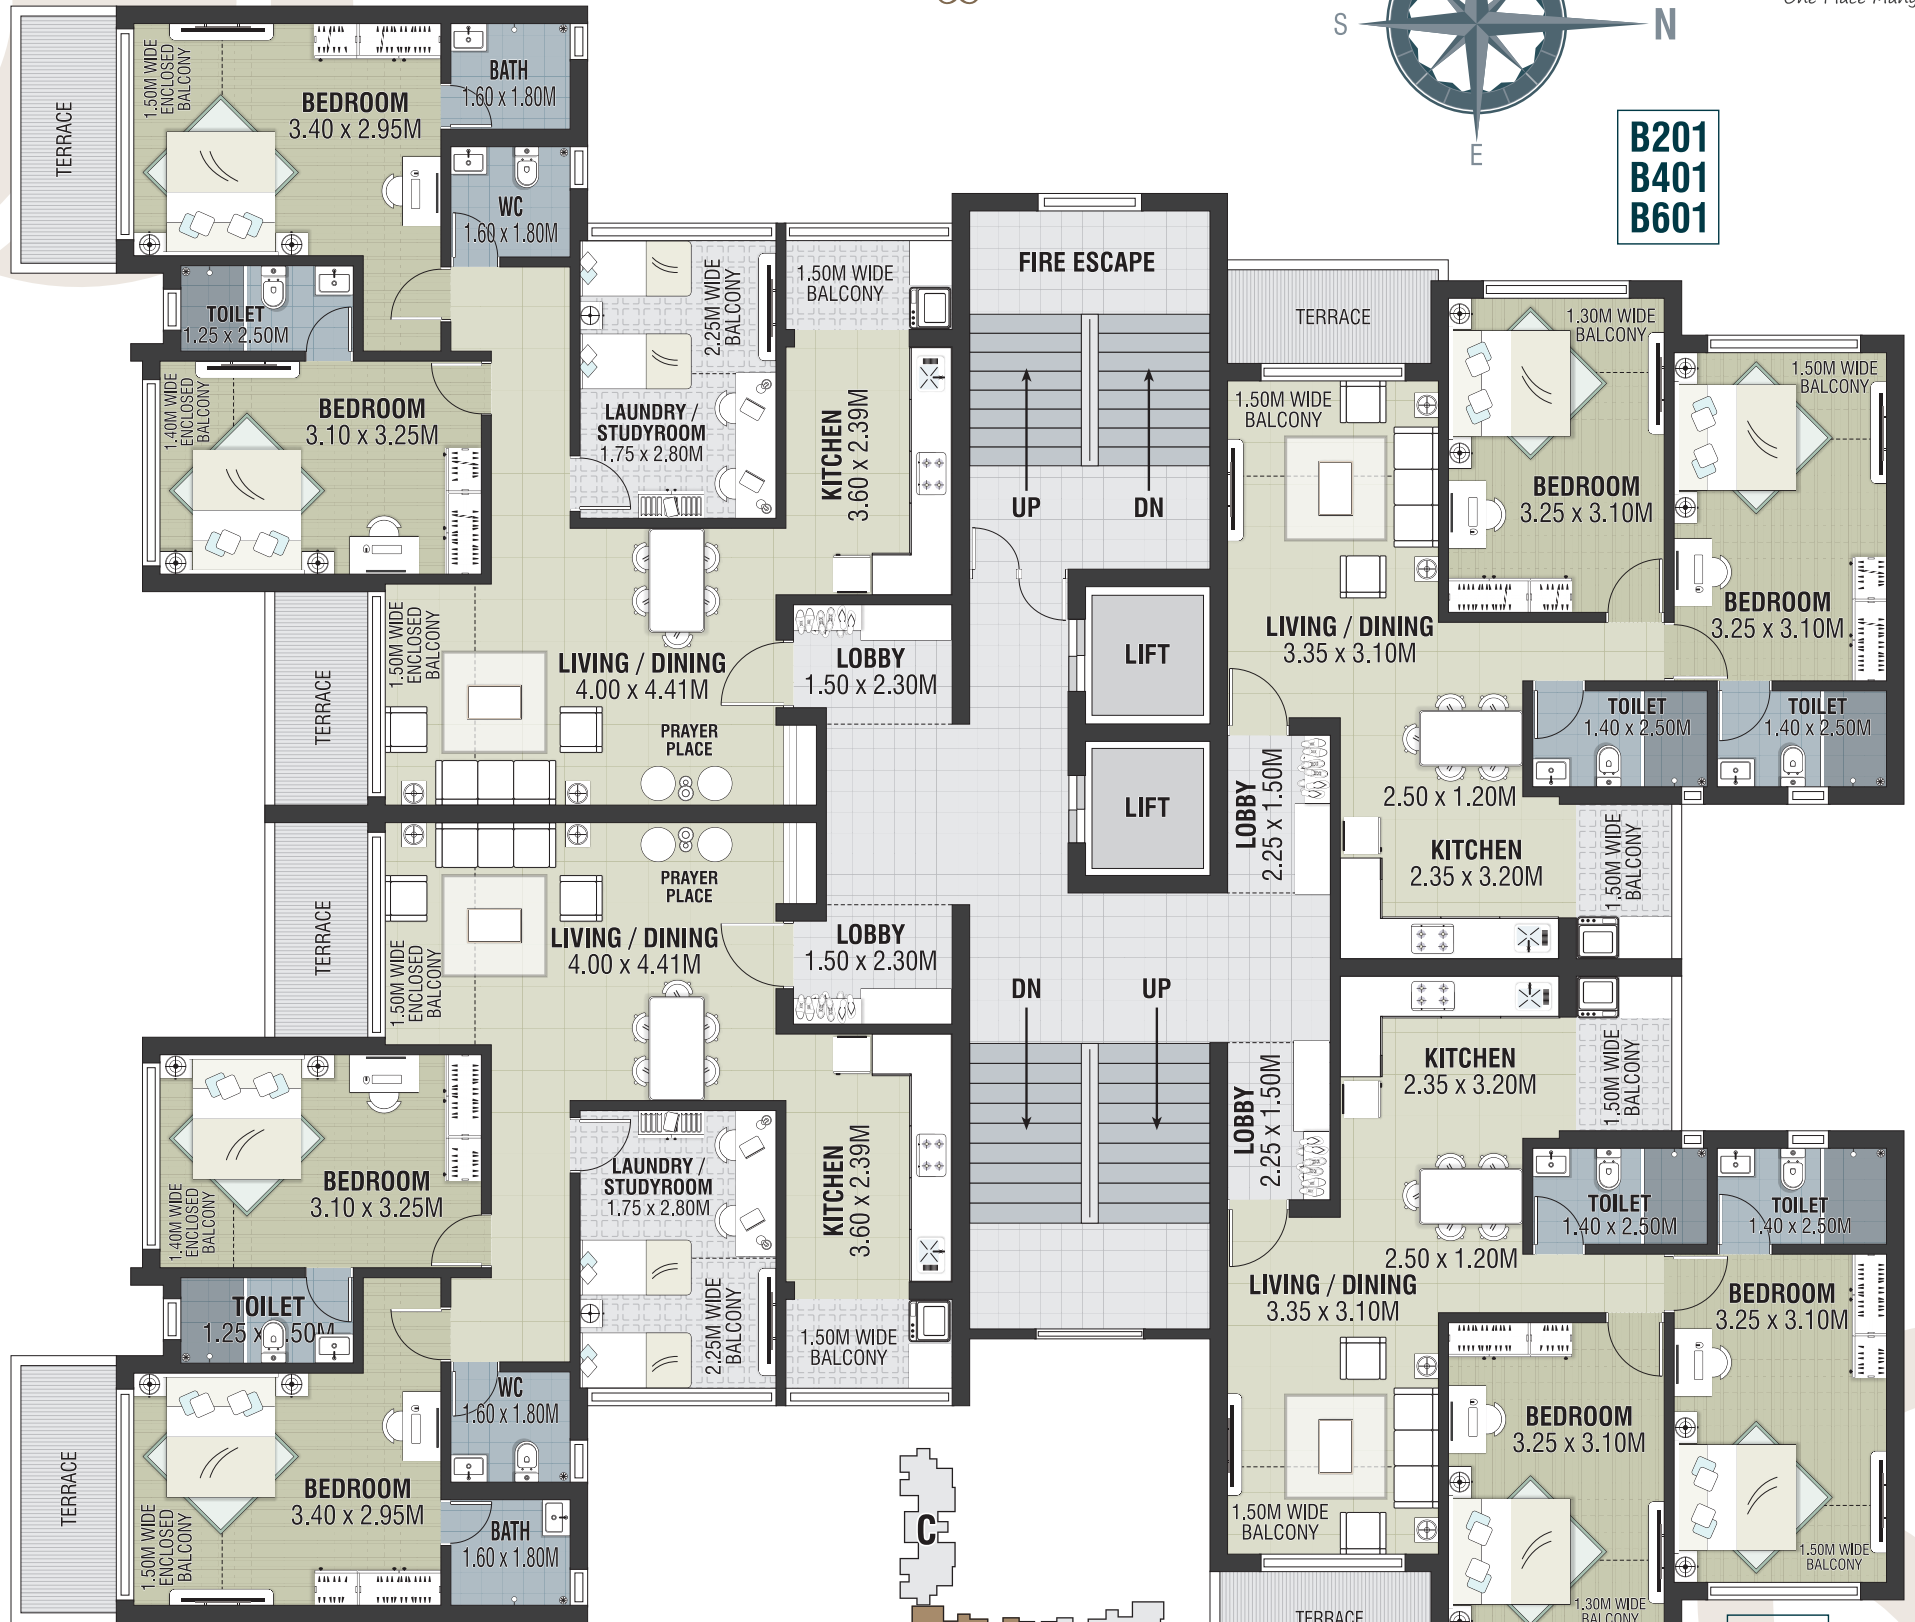 One Place Many
S
N
E
B201
B401
B601
TERRACE
1.50M WIDE
ENCLOSED
BALCONY
BEDROOM
3.40 x 2.95M
BATH
1.60 x 1.80M
WC
1.60 x 1.80M
TOILET
1.25 x 2.50M
1.40M WIDE
ENCLOSED
BALCONY
BEDROOM
3.10 x 3.25M
2.25M WIDE
BALCONY
LAUNDRY /
STUDYROOM
1.75 x 2.80M
1.50M WIDE
BALCONY
KITCHEN
3.60 x 2.39M
FIRE ESCAPE
UP
DN
LIFT
LIFT
TERRACE
1.50M WIDE
ENCLOSED
BALCONY
LIVING / DINING
4.00 x 4.41M
PRAYER
PLACE
LOBBY
1.50 x 2.30M
TERRACE
1.50M WIDE
BALCONY
1.30M WIDE
BALCONY
BEDROOM
3.25 x 3.10M
1.50M WIDE
BALCONY
BEDROOM
3.25 x 3.10M
LIVING / DINING
3.35 x 3.10M
TOILET
1.40 x 2.50M
TOILET
1.40 x 2.50M
2.50 x 1.20M
LOBBY
2.25 x 1.50M
KITCHEN
2.35 x 3.20M
1.50M WIDE
BALCONY
TERRACE
1.50M WIDE
ENCLOSED
BALCONY
PRAYER
PLACE
LIVING / DINING
4.00 x 4.41M
LOBBY
1.50 x 2.30M
DN
UP
LOBBY
2.25 x 1.50M
KITCHEN
2.35 x 3.20M
1.50M WIDE
BALCONY
BEDROOM
3.10 x 3.25M
1.40M WIDE
ENCLOSED
BALCONY
LAUNDRY /
STUDYROOM
1.75 x 2.80M
KITCHEN
3.60 x 2.39M
TOILET
1.40 x 2.50M
TOILET
1.40 x 2.50M
2.50 x 1.20M
LIVING / DINING
3.35 x 3.10M
BEDROOM
3.25 x 3.10M
TOILET
1.25 x 2.50M
2.25M WIDE
BALCONY
1.50M WIDE
BALCONY
WC
1.60 x 1.80M
BEDROOM
3.25 x 3.10M
TERRACE
BEDROOM
3.40 x 2.95M
1.50M WIDE
ENCLOSED
BALCONY
BATH
1.60 x 1.80M
C
1.50M WIDE
BALCONY
1.50M WIDE
BALCONY
1.30M WIDE
BALCONY
TERRACE